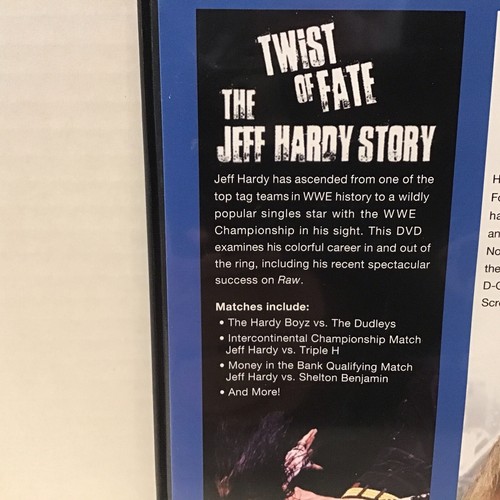 TWiST
OF FATE
THE
JEFF HARDY STORY
Jeff Hardy has ascended from one of the
top tag teams in WWE history to a wildly
popular singles star with the WWE
Championship in his sight. This DVD
examines his colorful career in and out of
the ring, including his recent spectacular
success on Raw.
Matches include:
• The Hardy Boyz vs. The Dudleys
• Intercontinental Championship Match
Jeff Hardy vs. Triple H
• Money in the Bank Qualifying Match
Jeff Hardy vs. Shelton Benjamin
• And More!